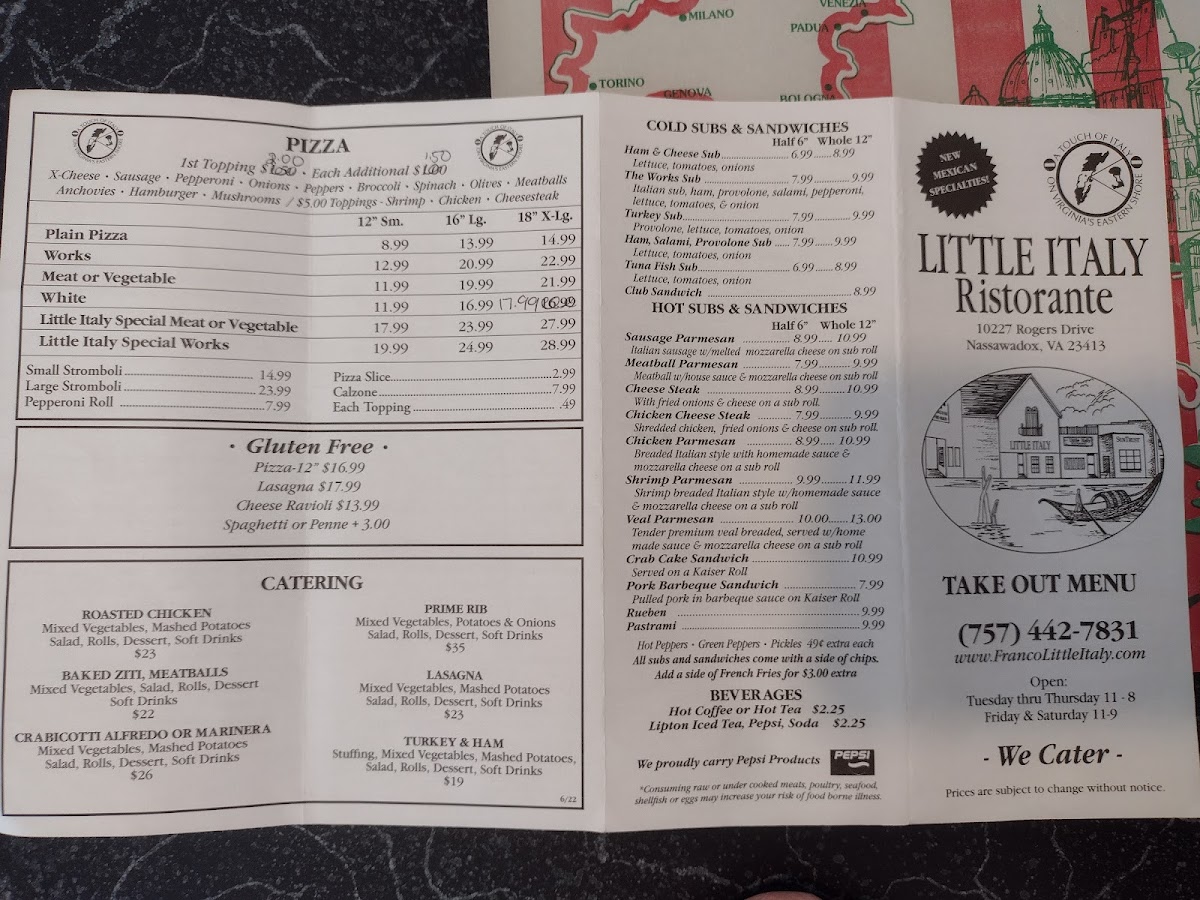 MILANO
VENEZIA
PADUA
TORINO
GENOVA
BOLOGNA
PIZZA
1st Topping $1.50 · Each Additional $1.00
2.00
1.50
X-Cheese · Sausage · Pepperoni · Onions · Peppers · Broccoli · Spinach · Olives · Meatballs
Anchovies · Hamburger · Mushrooms / $5.00 Toppings - Shrimp · Chicken · Cheesesteak
12" Sm. 16" Lg. 18" X-Lg.
Plain Pizza 8.99 13.99 14.99
Works 12.99 20.99 22.99
Meat or Vegetable 11.99 19.99 21.99
White 11.99 16.99 17.99 16.99
Little Italy Special Meat or Vegetable 17.99 23.99 27.99
Little Italy Special Works 19.99 24.99 28.99
Small Stromboli 14.99
Large Stromboli 23.99
Pepperoni Roll 7.99
Pizza Slice 2.99
Calzone 7.99
Each Topping .49
· Gluten Free ·
Pizza-12" $16.99
Lasagna $17.99
Cheese Ravioli $13.99
Spaghetti or Penne + 3.00
CATERING
ROASTED CHICKEN
Mixed Vegetables, Mashed Potatoes
Salad, Rolls, Dessert, Soft Drinks
$23
BAKED ZITI, MEATBALLS
Mixed Vegetables, Salad, Rolls, Dessert
Soft Drinks
$22
CRABICOTTI ALFREDO OR MARINERA
Mixed Vegetables, Mashed Potatoes
Salad, Rolls, Dessert, Soft Drinks
$26
PRIME RIB
Mixed Vegetables, Potatoes & Onions
Salad, Rolls, Dessert, Soft Drinks
$35
LASAGNA
Mixed Vegetables, Mashed Potatoes
Salad, Rolls, Dessert, Soft Drinks
$23
TURKEY & HAM
Stuffing, Mixed Vegetables, Mashed Potatoes,
Salad, Rolls, Dessert, Soft Drinks
$19
6/22
COLD SUBS & SANDWICHES
Half 6" Whole 12"
Ham & Cheese Sub 6.99 8.99
Lettuce, tomatoes, onions
The Works Sub 7.99 9.99
Italian sub, ham, provolone, salami, pepperoni,
lettuce, tomatoes, & onion
Turkey Sub 7.99 9.99
Provolone, lettuce, tomatoes, onion
Ham, Salami, Provolone Sub 7.99 9.99
Lettuce, tomatoes, onion
Tuna Fish Sub 6.99 8.99
Lettuce, tomatoes, onion
Club Sandwich 8.99
HOT SUBS & SANDWICHES
Half 6" Whole 12"
Sausage Parmesan 8.99 10.99
Italian sausage w/melted mozzarella cheese on sub roll
Meatball Parmesan 7.99 9.99
Meatball w/house sauce & mozzarella cheese on sub roll
Cheese Steak 8.99 10.99
With fried onions & cheese on a sub roll.
Chicken Cheese Steak 7.99 9.99
Shredded chicken, fried onions & cheese on sub roll.
Chicken Parmesan 8.99 10.99
Breaded Italian style with homemade sauce &
mozzarella cheese on a sub roll
Shrimp Parmesan 9.99 11.99
Shrimp breaded Italian style w/homemade sauce
& mozzarella cheese on a sub roll
Veal Parmesan 10.00 13.00
Tender premium veal breaded, served w/home
made sauce & mozzarella cheese on a sub roll
Crab Cake Sandwich 10.99
Served on a Kaiser Roll
Pork Barbeque Sandwich 7.99
Pulled pork in barbeque sauce on Kaiser Roll
Rueben 9.99
Pastrami 9.99
Hot Peppers · Green Peppers · Pickles 49¢ extra each
All subs and sandwiches come with a side of chips.
Add a side of French Fries for $3.00 extra
BEVERAGES
Hot Coffee or Hot Tea $2.25
Lipton Iced Tea, Pepsi, Soda $2.25
We proudly carry Pepsi Products
PEPSI
*Consuming raw or under cooked meats, poultry, seafood,
shellfish or eggs may increase your risk of food borne illness.
NEW
MEXICAN
SPECIALTIES!
A TOUCH OF ITALY
ON VIRGINIA'S EASTERN SHORE
LITTLE ITALY
Ristorante
10227 Rogers Drive
Nassawadox, VA 23413
LITTLE ITALY
SUNTRUST
TAKE OUT MENU
(757) 442-7831
www.FrancoLittleItaly.com
Open:
Tuesday thru Thursday 11 - 8
Friday & Saturday 11-9
- We Cater -
Prices are subject to change without notice.